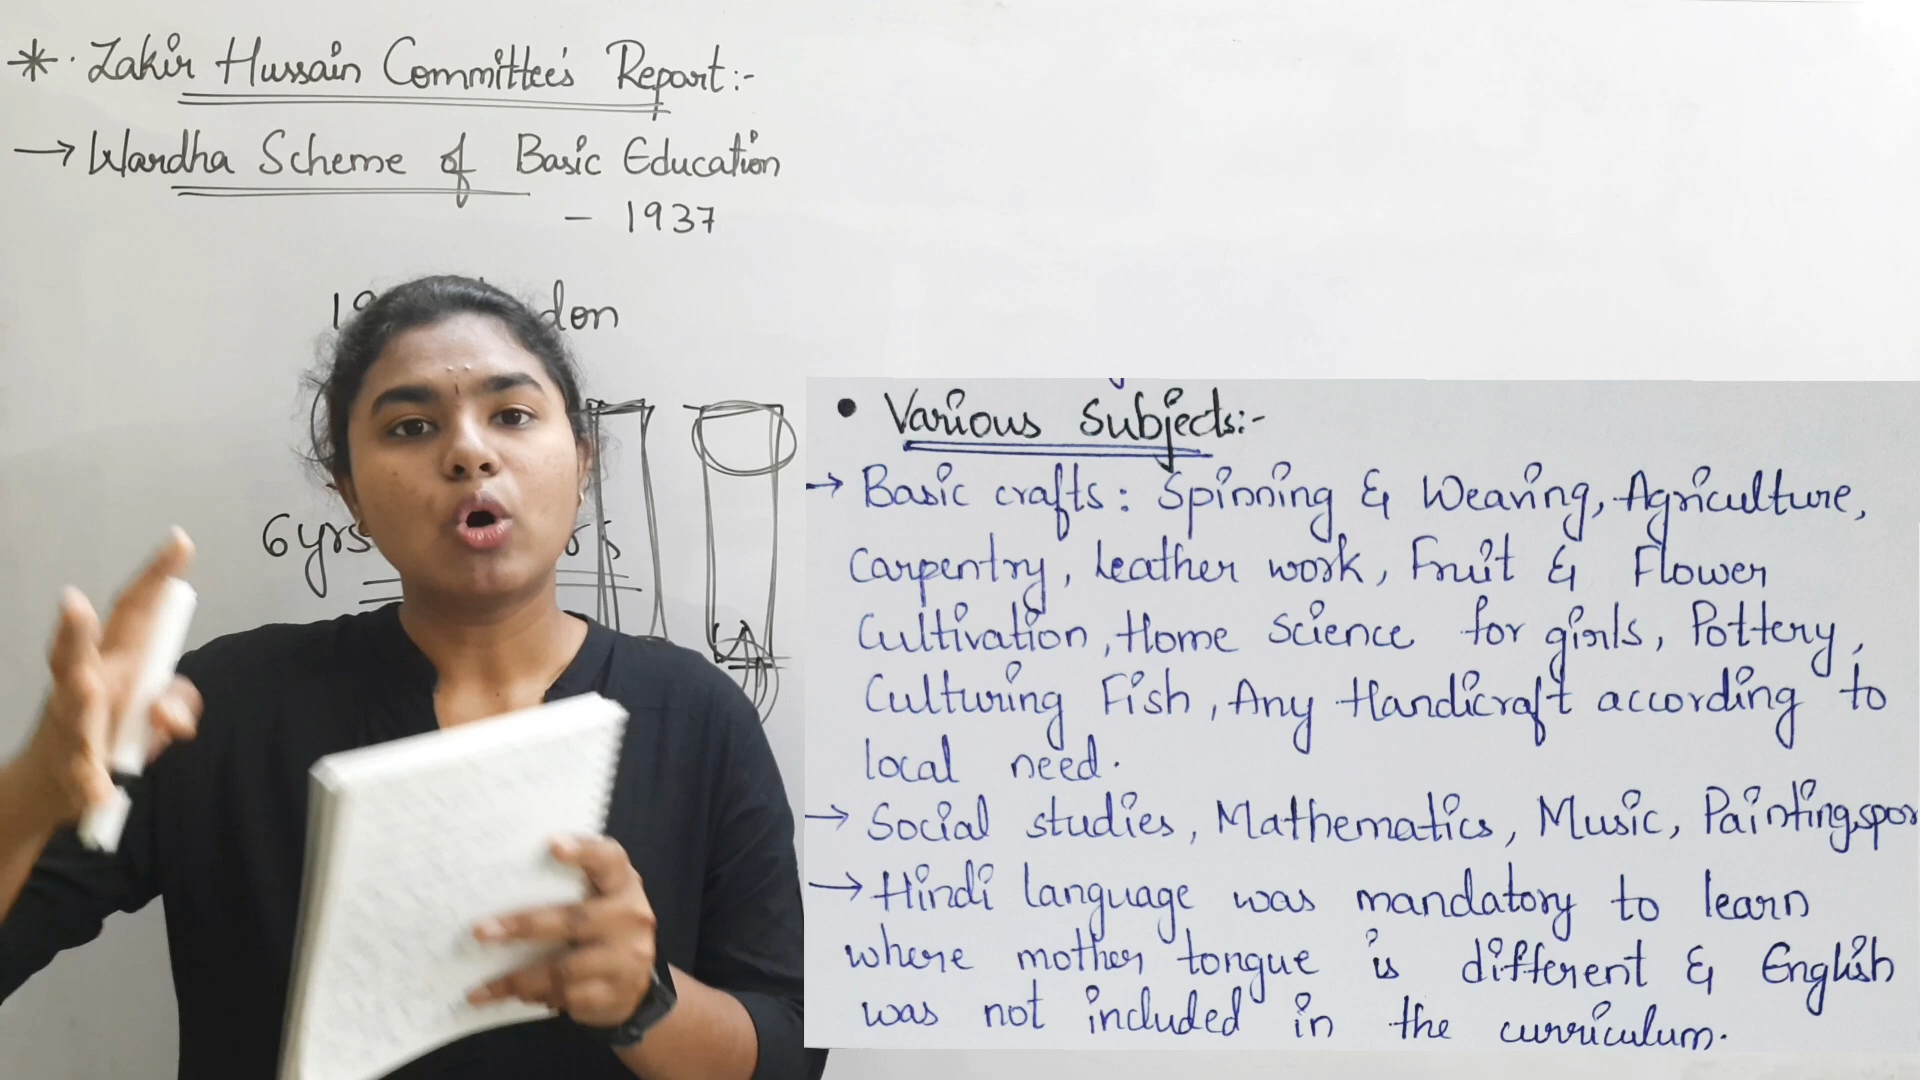 * . Zakir Hussain Committee's Report:-
→ Wardha Scheme of Basic Education
- 1937
6yrs
• Various Subjects:-
→ Basic crafts: Spinning & Weaving, Agriculture,
Carpentry, Leather work, Fruit & Flower
Cultivation, Home science for girls, Pottery,
Culturing Fish, Any Handicraft according to
local need.
→ Social studies, Mathematics, Music, Painting,
→ Hindi language was mandatory to learn
where mother tongue is different & English
was not included in the curriculum.